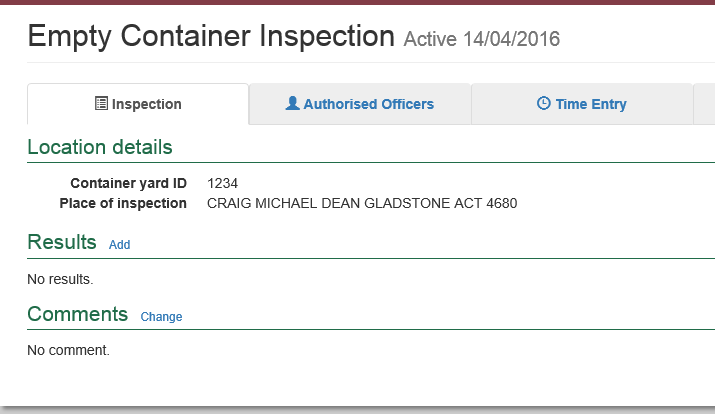 Empty Container Inspection Active 14/04/2016
Inspection Authorised Officers Time Entry
Location details
Container yard ID 1234
Place of inspection CRAIG MICHAEL DEAN GLADSTONE ACT 4680
Results Add
No results.
Comments Change
No comment.